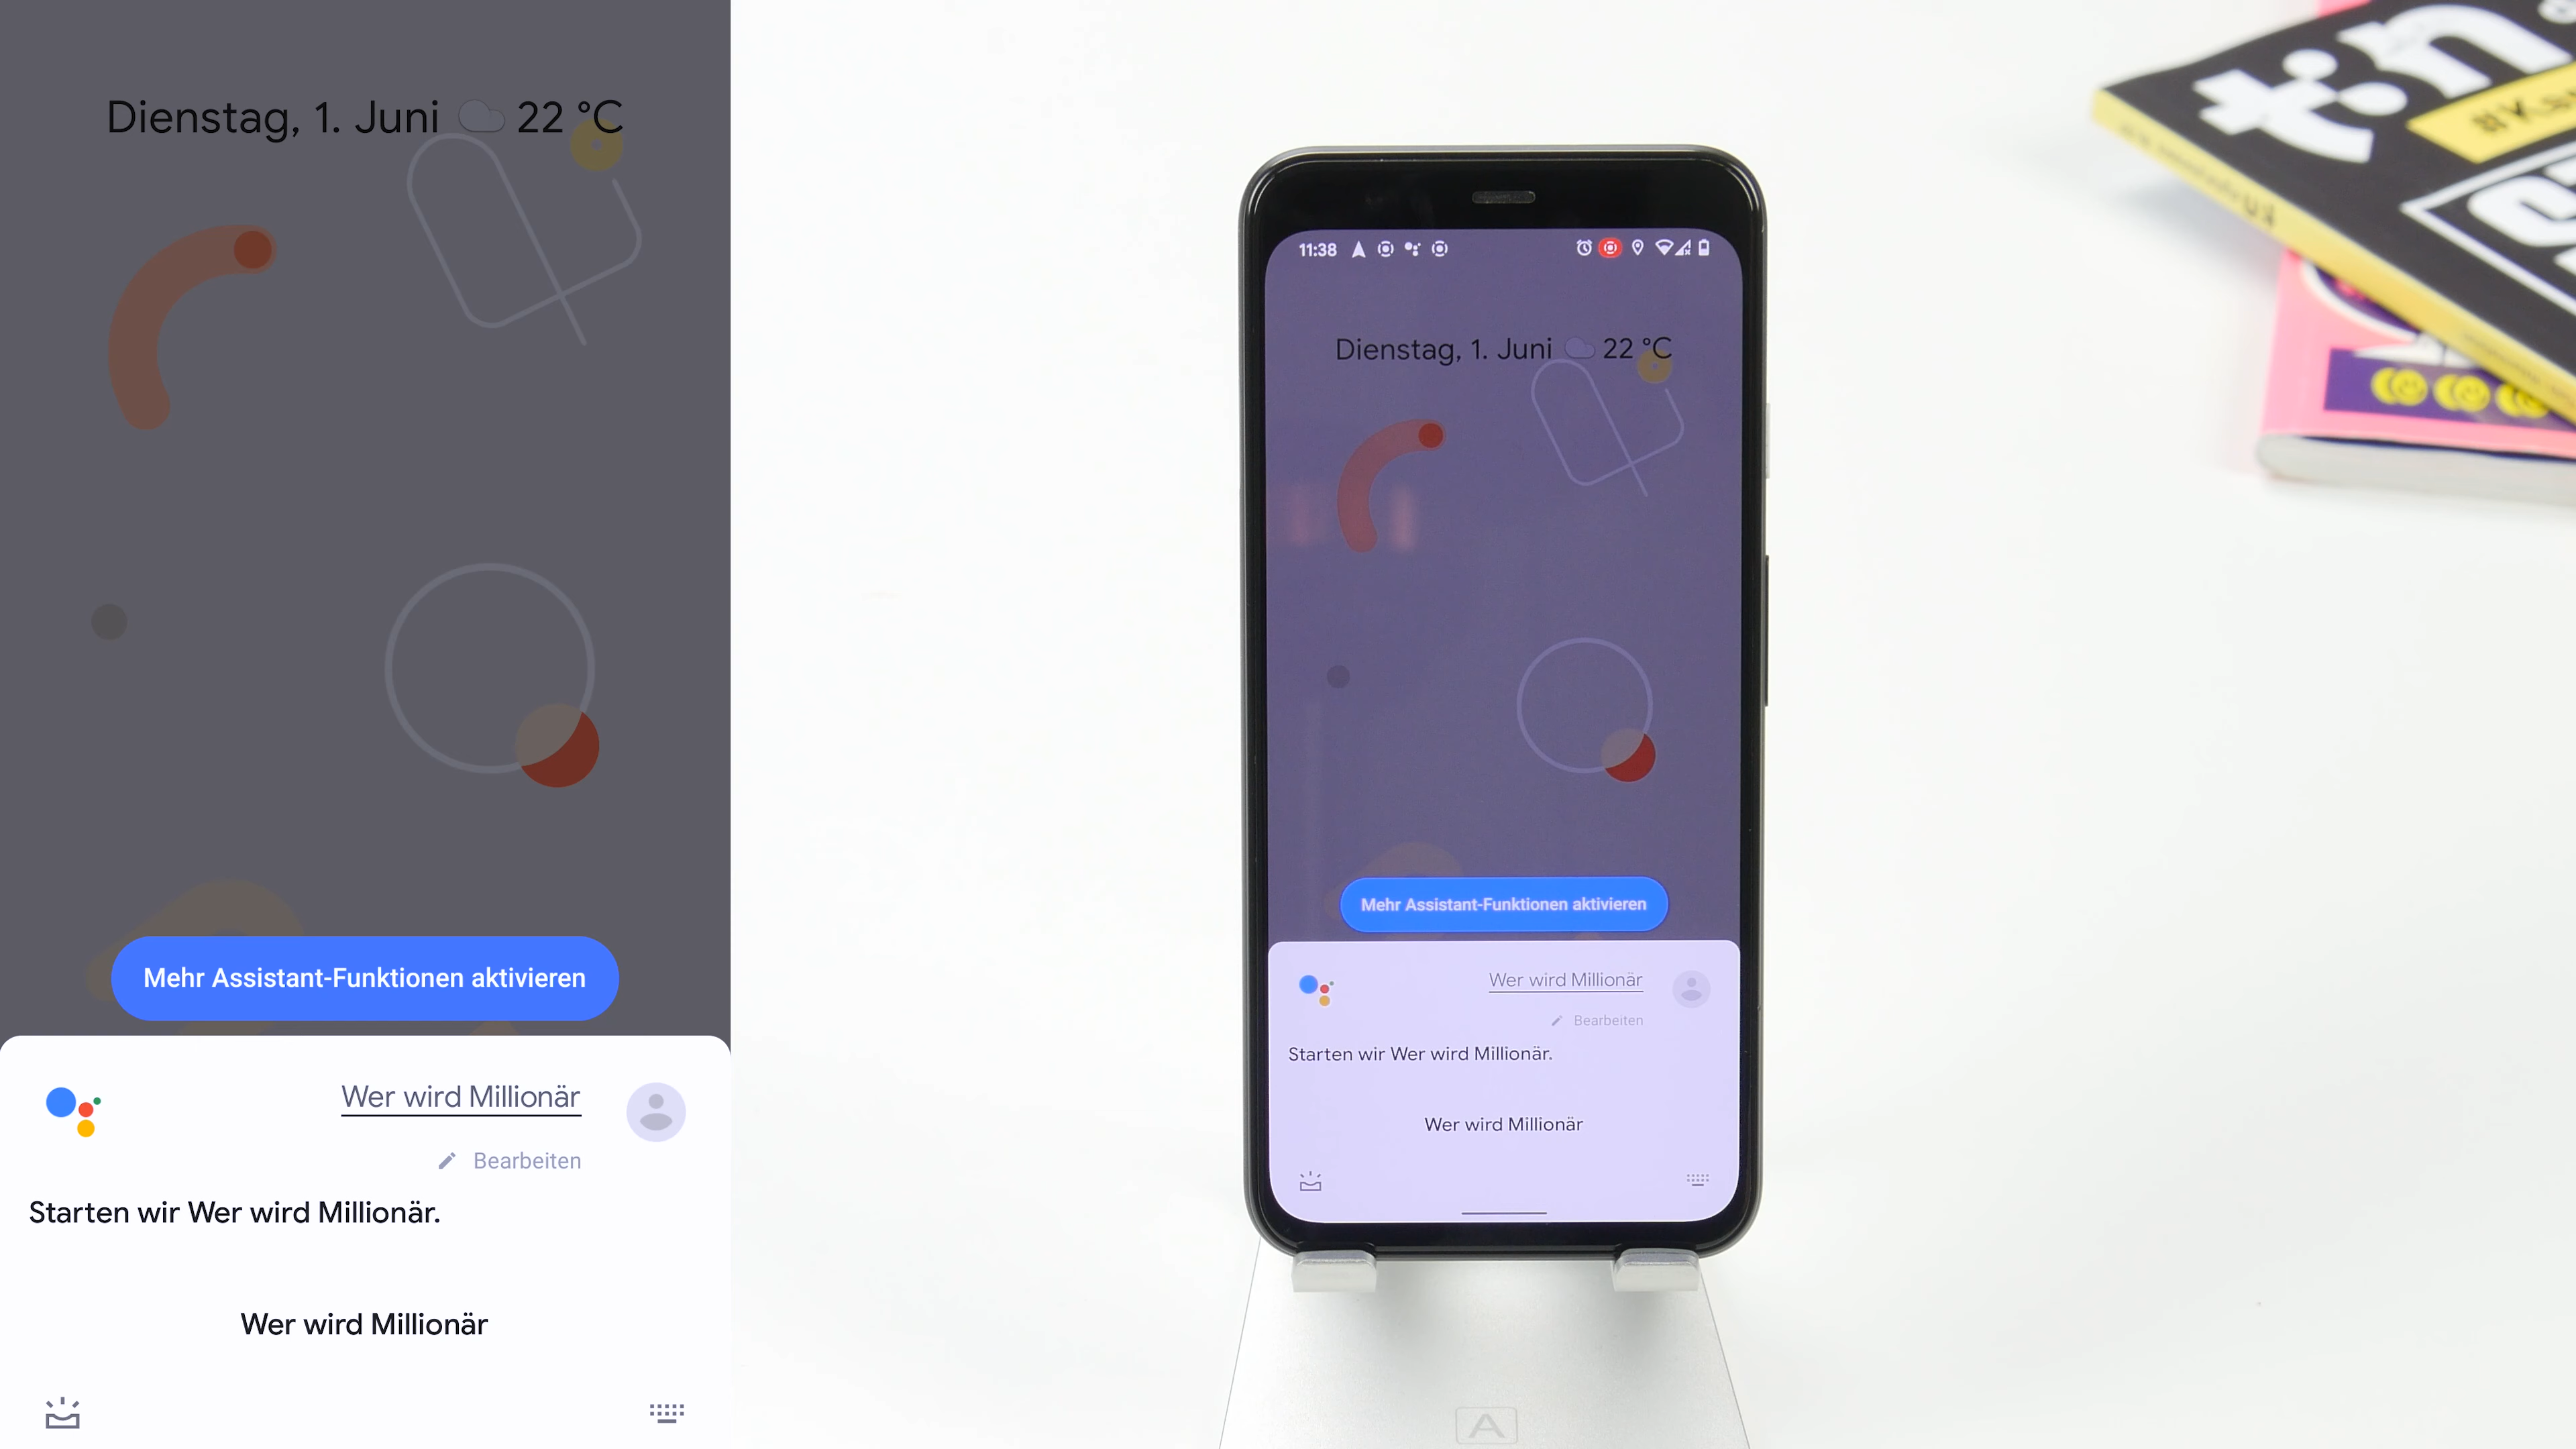 Dienstag, 1. Juni 22 °C
Mehr Assistant-Funktionen aktivieren
Wer wird Millionär
Bearbeiten
Starten wir Wer wird Millionär.
Wer wird Millionär
11:38
Dienstag, 1. Juni 22 °C
Mehr Assistant-Funktionen aktivieren
Wer wird Millionär
Bearbeiten
Starten wir Wer wird Millionär.
Wer wird Millionär
A
t3n